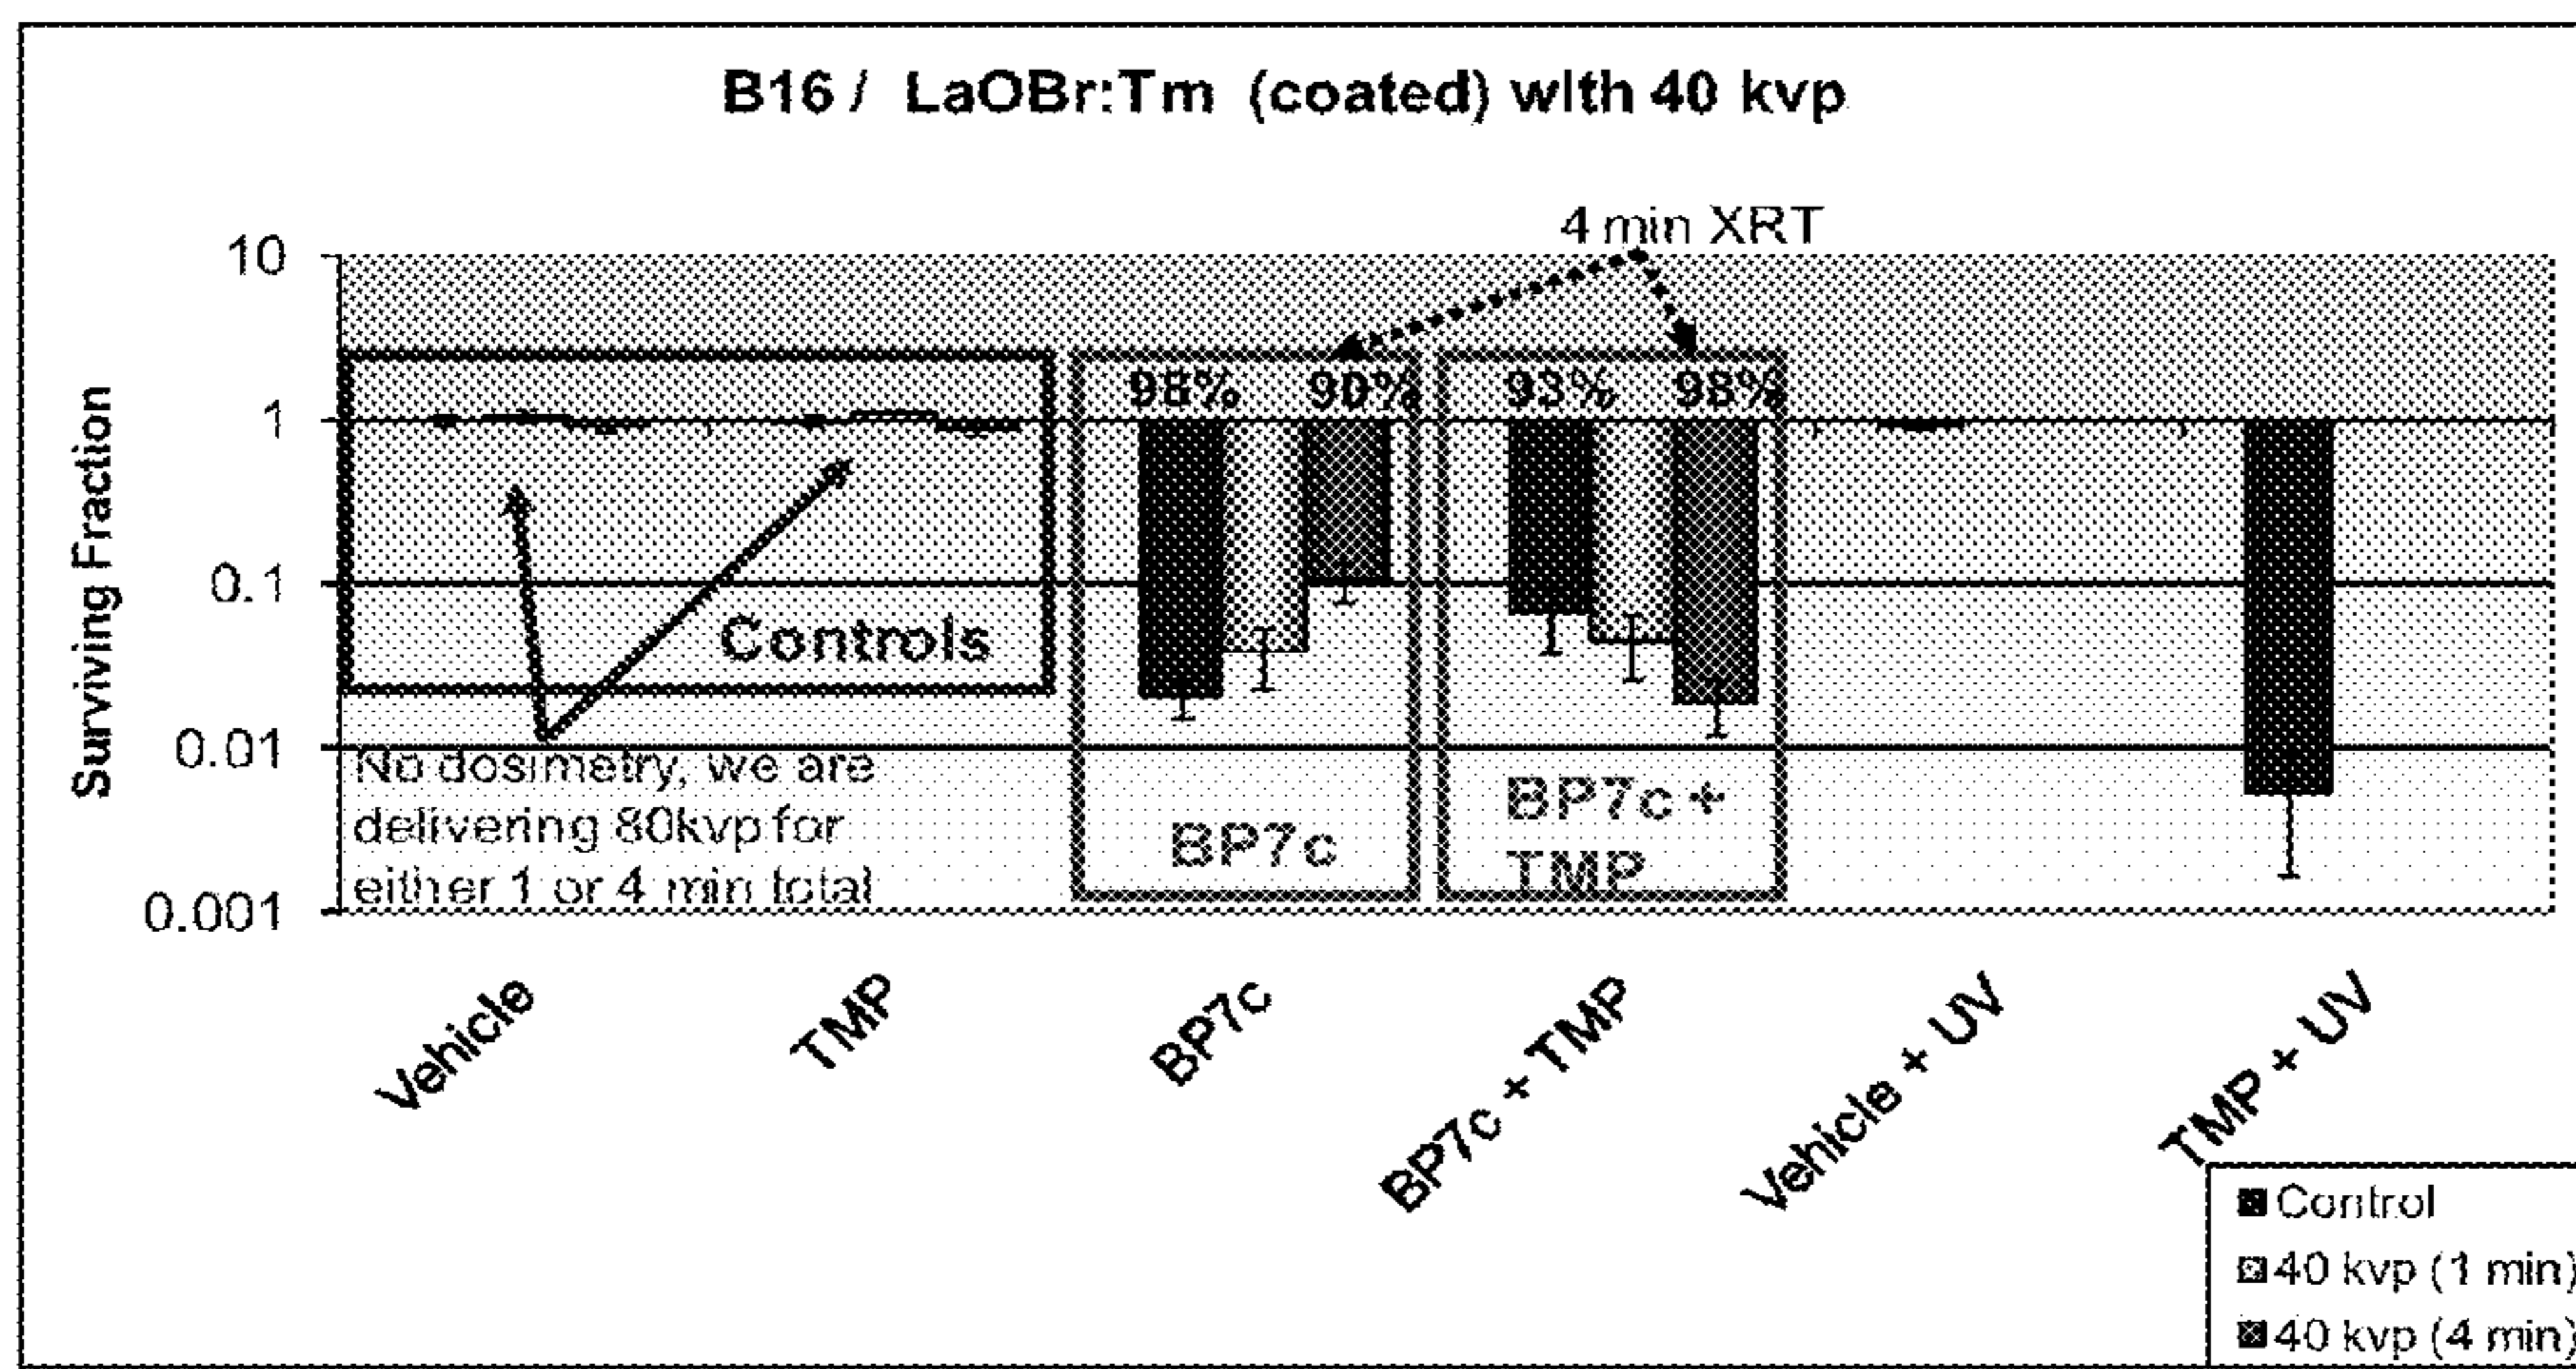 B16 / LaOBr:Tm (coated) with 40 kvp
4 min XRT
10
1
0.1
0.01
0.001
Surviving Fraction
98% 90% 93% 98%
Controls
No dosimetry, we are
delivering 80kvp for
either 1 or 4 min total
BP7c
BP7c +
TMP
Vehicle
TMP
BP7c
BP7c + TMP
Vehicle + UV
TMP + UV
Control
40 kvp (1 min)
40 kvp (4 min)